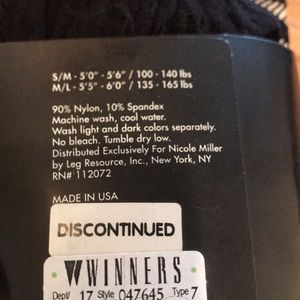 S/M - 5'0" - 5'6" / 100 - 140 lbs
M/L - 5'5" - 6'0" / 135 - 165 lbs
90% Nylon, 10% Spandex
Machine wash, cool water.
Wash light and dark colors separately.
No bleach. Tumble dry low.
Distributed Exclusively For Nicole Miller
by Leg Resource, Inc., New York, NY
RN# 112072
MADE IN USA
DISCONTINUED
WINNERS
Dept/ 17 Style 047645 Type 7